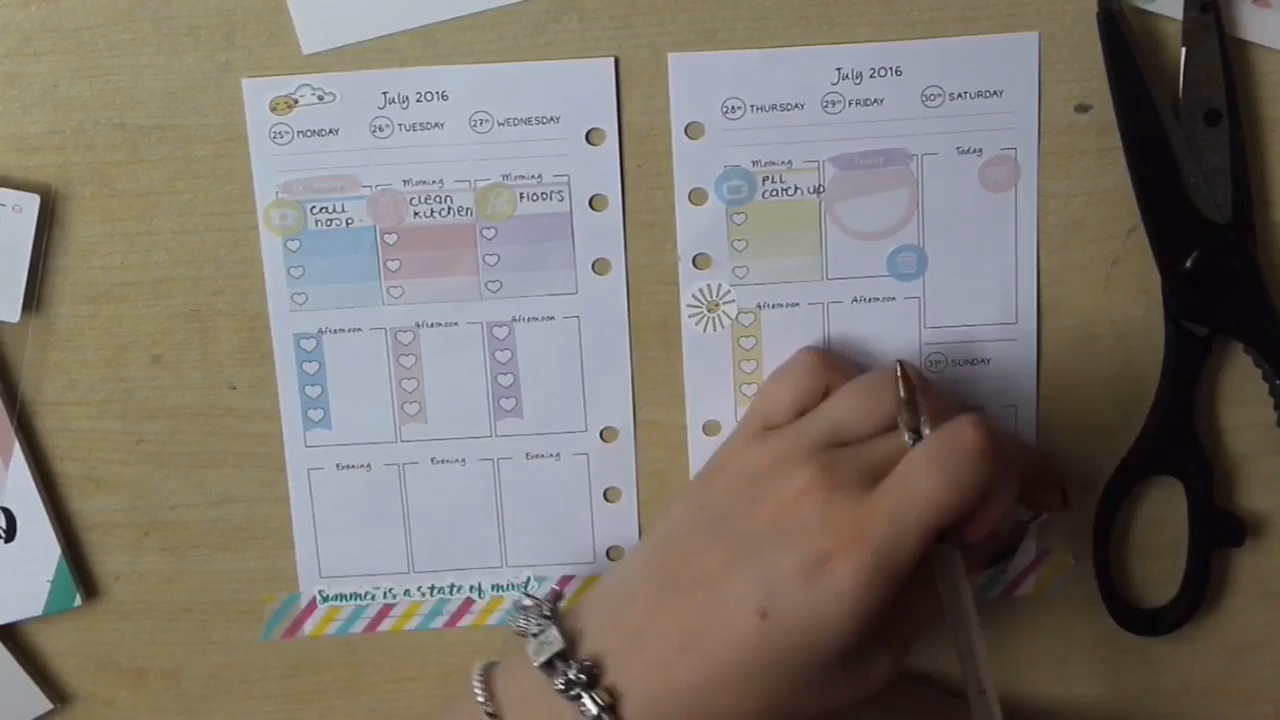 July 2016
25th MONDAY
26th TUESDAY
27th WEDNESDAY
Morning
Morning
call
hosp-
clean
kitchen
Floors
Afternoon
Afternoon
Afternoon
Evening
Evening
Evening
Summer is a state of mind
July 2016
28th THURSDAY
29th FRIDAY
30th SATURDAY
Morning
Today
Today
PLL
catch up
Afternoon
Afternoon
31st SUNDAY